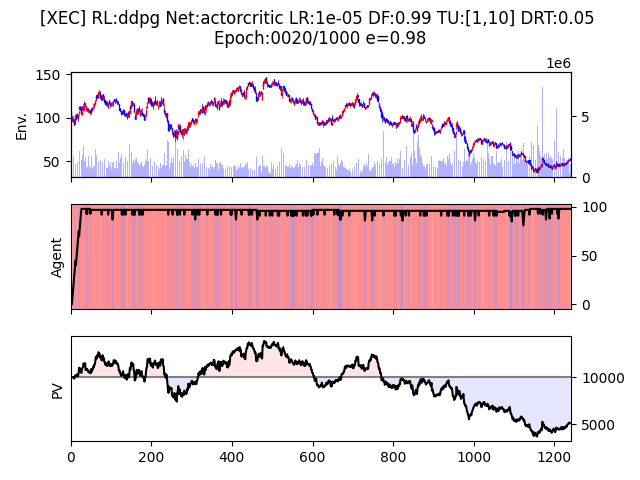 [XEC] RL:ddpg Net:actorcritic LR:1e-05 DF:0.99 TU:[1,10] DRT:0.05
Epoch:0020/1000 e=0.98
1e6
150
100
50
Env.
5
0
Agent
100
50
0
PV
10000
5000
0 200 400 600 800 1000 1200